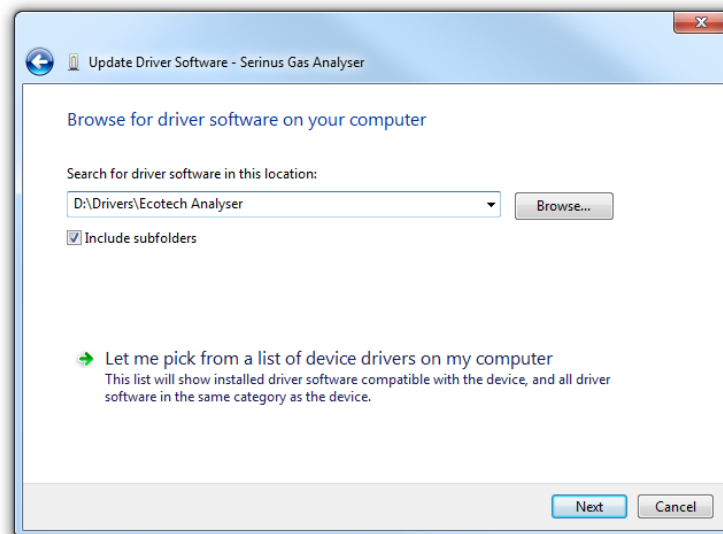 Update Driver Software - Serinus Gas Analyser
Browse for driver software on your computer
Search for driver software in this location:
D:\Drivers\Ecotech Analyser
Browse...
Include subfolders
Let me pick from a list of device drivers on my computer
This list will show installed driver software compatible with the device, and all driver
software in the same category as the device.
Next
Cancel